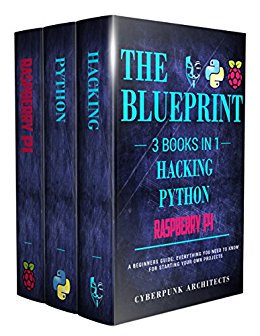 RASPBERRY PI
PYTHON
HACKING
THE
BLUEPRINT
3 BOOKS IN 1
HACKING
PYTHON
RASPBERRY PI
A BEGINNERS GUIDE: EVERYTHING YOU NEED TO KNOW
FOR STARTING YOUR OWN PROJECTS
CYBERPUNK ARCHITECTS